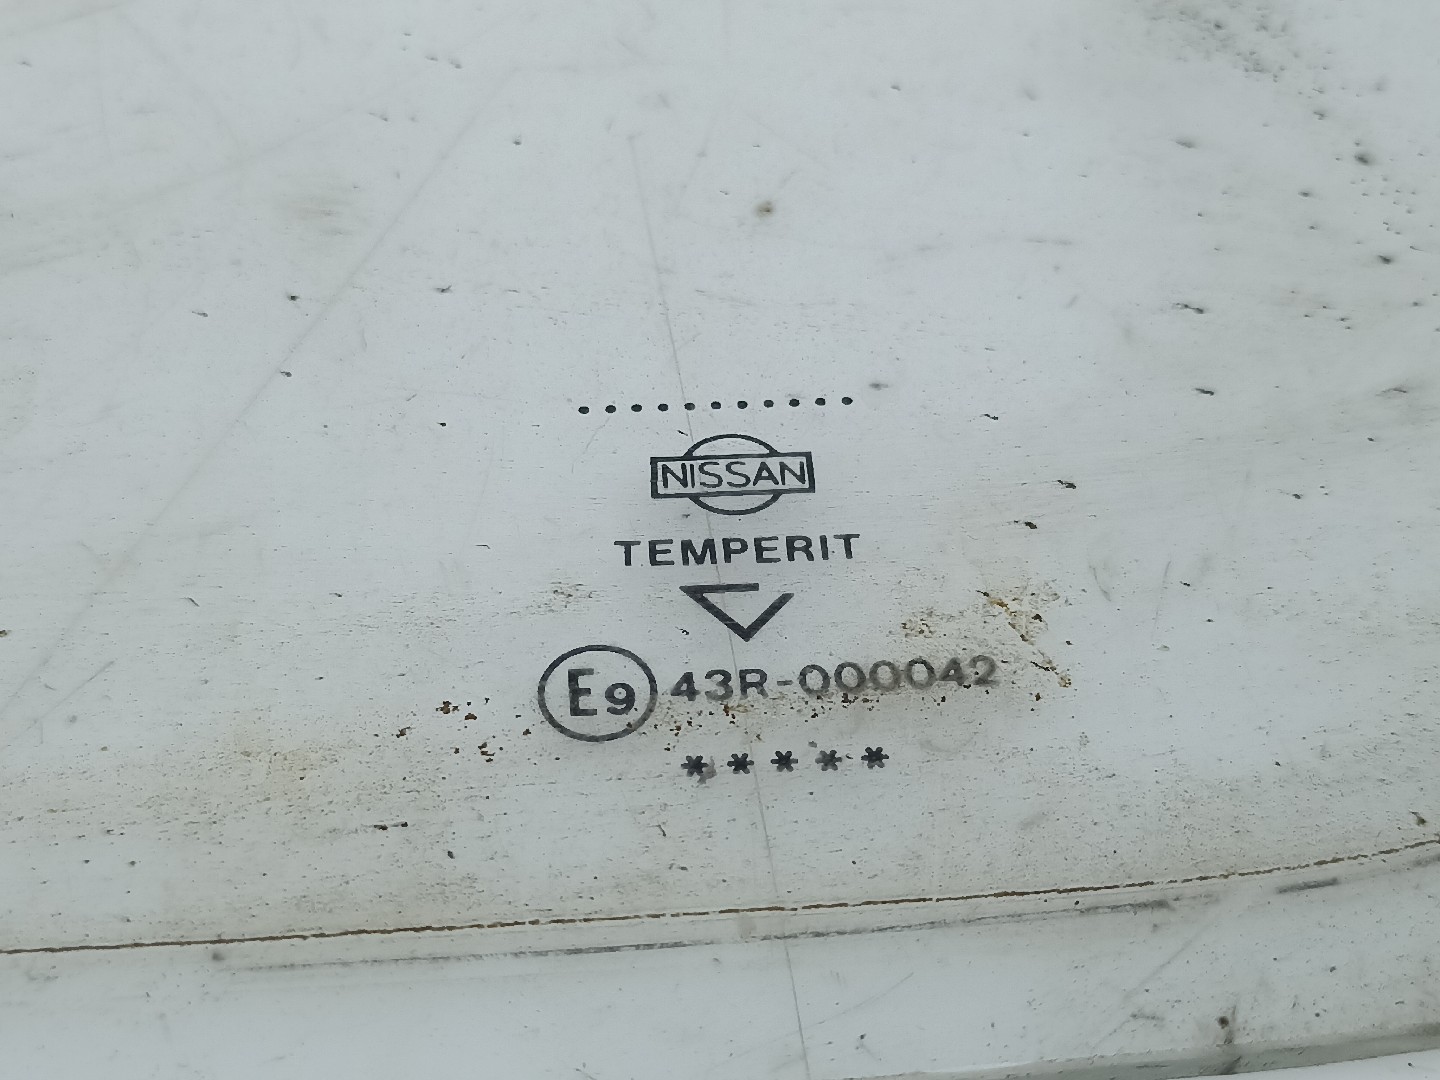 NISSAN
TEMPERIT
E9 43R-000042
*****